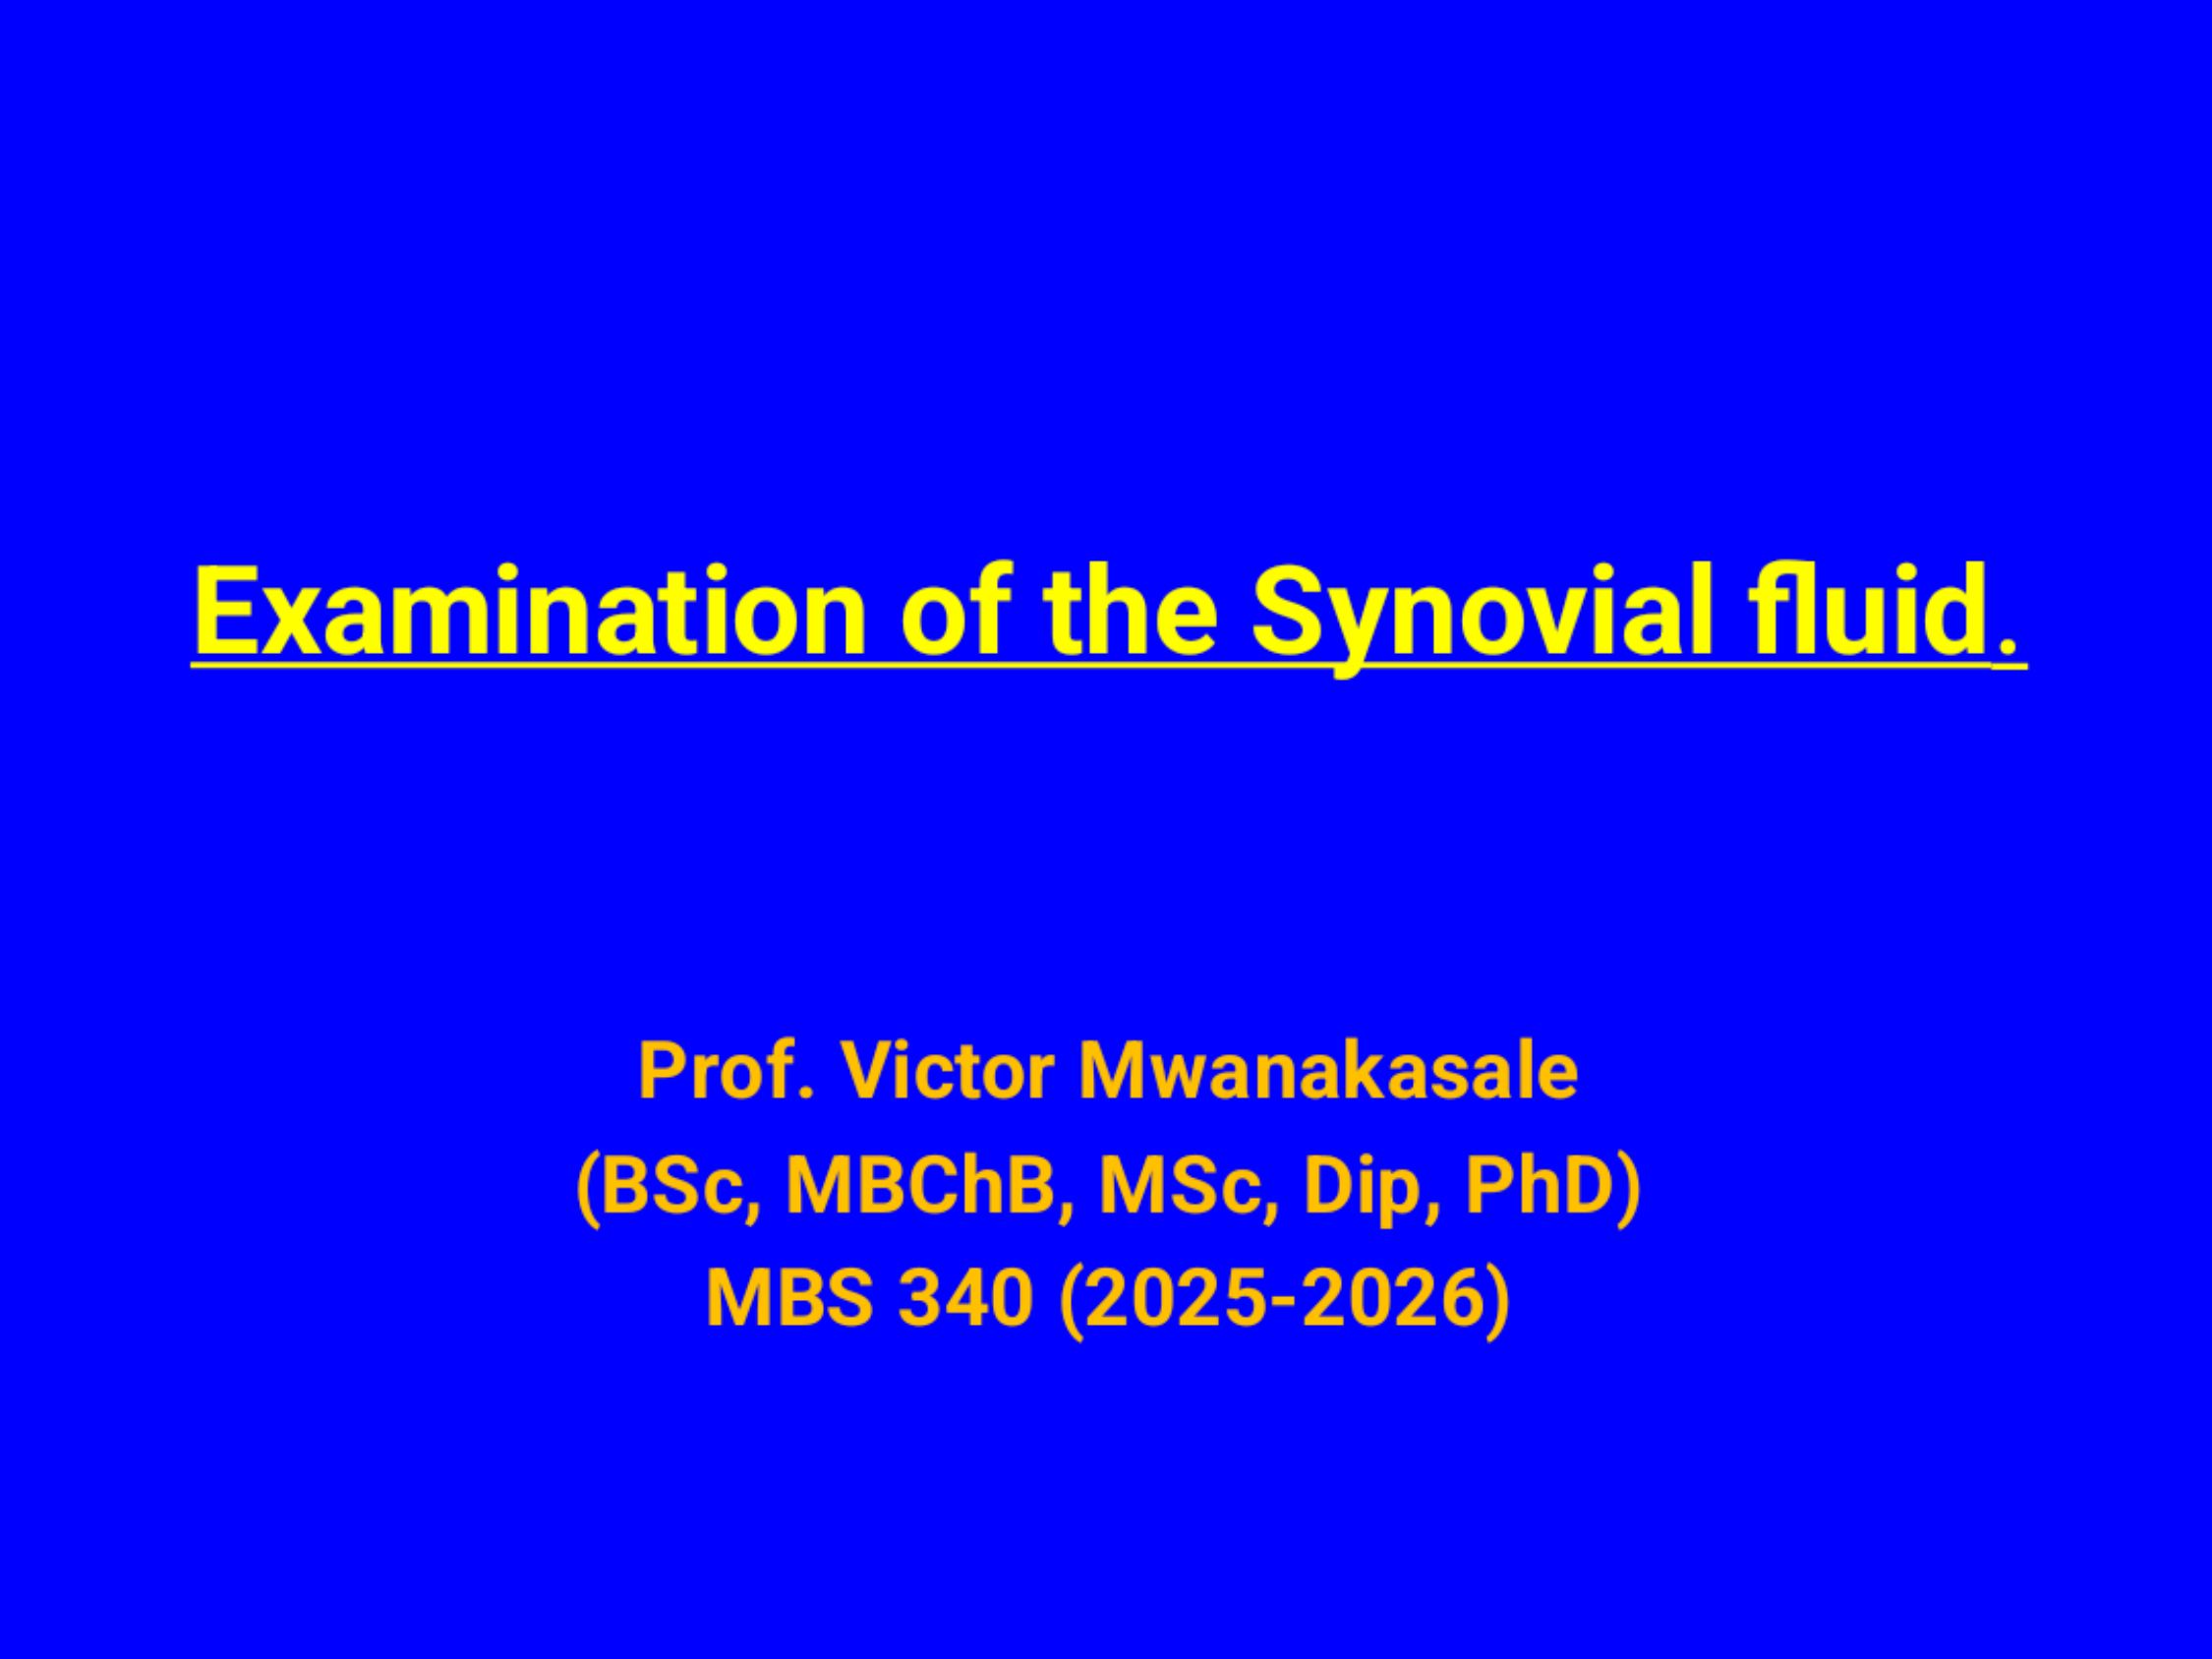 Examination of the Synovial fluid.
Prof. Victor Mwanakasale
(BSc, MBChB, MSc, Dip, PhD)
MBS 340 (2025-2026)